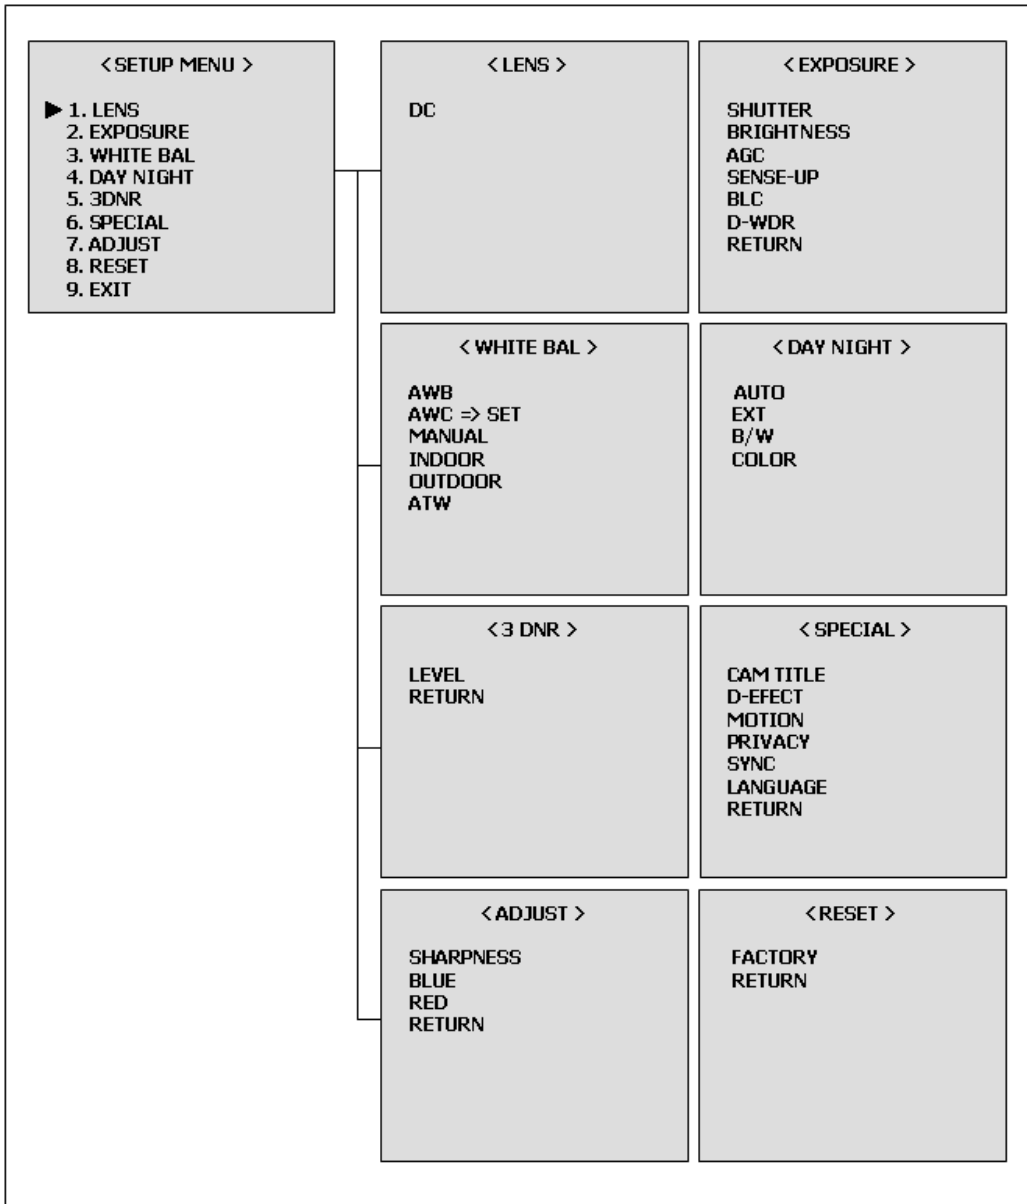 <SETUP MENU >
▶ 1. LENS
2. EXPOSURE
3. WHITE BAL
4. DAY NIGHT
5. 3DNR
6. SPECIAL
7. ADJUST
8. RESET
9. EXIT
<LENS >
DC
<EXPOSURE >
SHUTTER
BRIGHTNESS
AGC
SENSE-UP
BLC
D-WDR
RETURN
< WHITE BAL >
AWB
AWC => SET
MANUAL
INDOOR
OUTDOOR
ATW
<DAY NIGHT >
AUTO
EXT
B/W
COLOR
<3 DNR >
LEVEL
RETURN
<SPECIAL >
CAM TITLE
D-EFECT
MOTION
PRIVACY
SYNC
LANGUAGE
RETURN
<ADJUST >
SHARPNESS
BLUE
RED
RETURN
<RESET >
FACTORY
RETURN